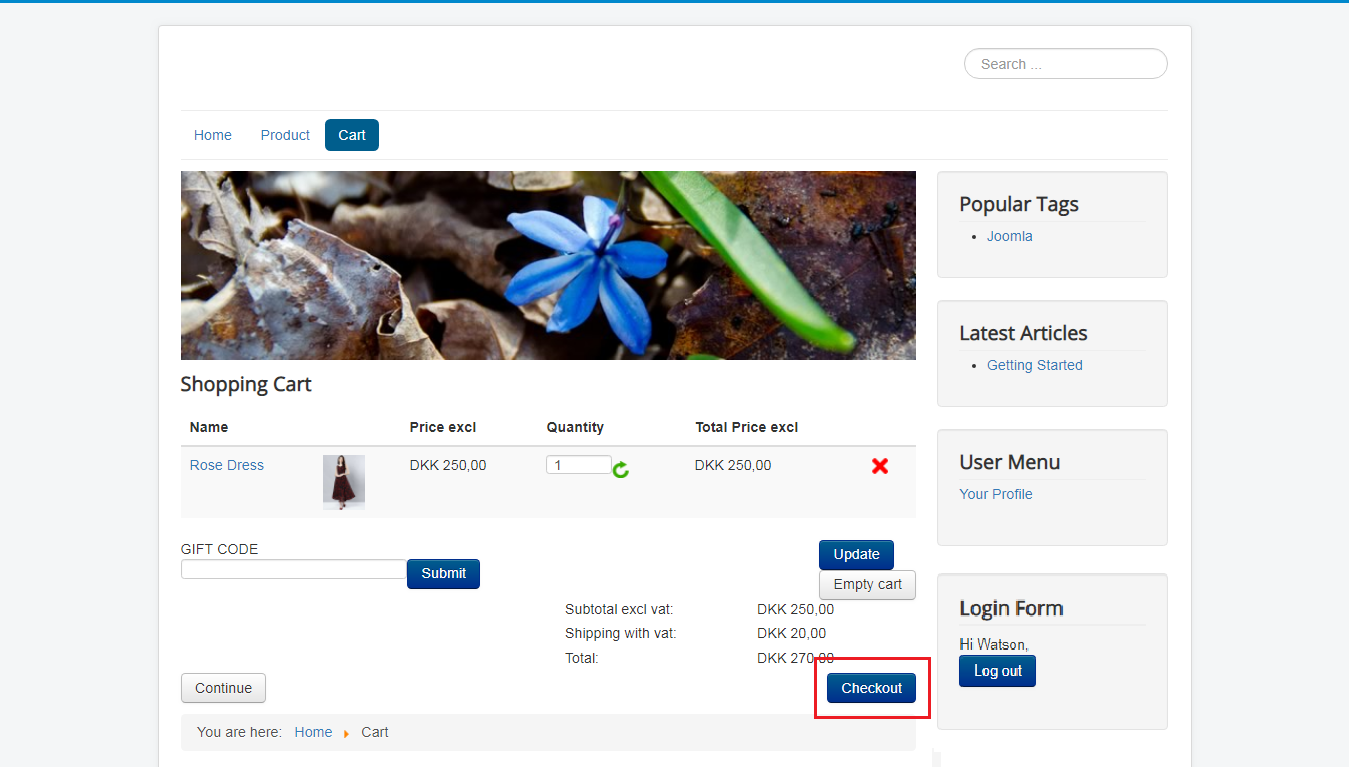 Search ...
Home Product Cart
Shopping Cart
Name Price excl Quantity Total Price excl
Rose Dress DKK 250,00 1 DKK 250,00
GIFT CODE
Submit
Update
Empty cart
Subtotal excl vat: DKK 250,00
Shipping with vat: DKK 20,00
Total: DKK 270,00
Continue Checkout
You are here: Home Cart
Popular Tags
Joomla
Latest Articles
Getting Started
User Menu
Your Profile
Login Form
Hi Watson,
Log out